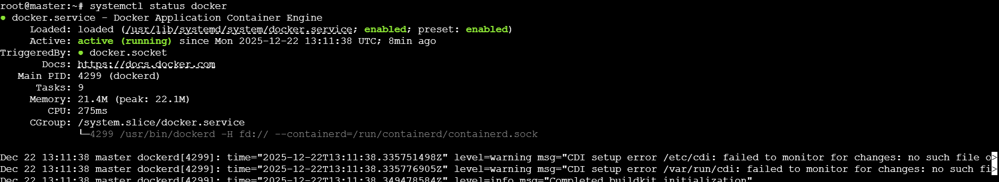 root@master:~# systemctl status docker
● docker.service - Docker Application Container Engine
Loaded: loaded (/usr/lib/systemd/system/docker.service; enabled; preset: enabled)
Active: active (running) since Mon 2025-12-22 13:11:38 UTC; 8min ago
TriggeredBy: ● docker.socket
Docs: https://docs.docker.com
Main PID: 4299 (dockerd)
Tasks: 9
Memory: 21.4M (peak: 22.1M)
CPU: 275ms
CGroup: /system.slice/docker.service
└─4299 /usr/bin/dockerd -H fd:// --containerd=/run/containerd/containerd.sock
Dec 22 13:11:38 master dockerd[4299]: time="2025-12-22T13:11:38.335751498Z" level=warning msg="CDI setup error /etc/cdi: failed to monitor for changes: no such file o>
Dec 22 13:11:38 master dockerd[4299]: time="2025-12-22T13:11:38.335776905Z" level=warning msg="CDI setup error /var/run/cdi: failed to monitor for changes: no such fi>
Dec 22 13:11:38 master dockerd[4299]: time="2025-12-22T13:11:38.349478584Z" level=info msg="Completed buildkit initialization"